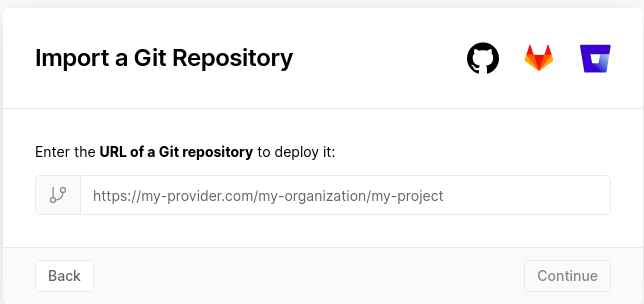 Import a Git Repository
Enter the URL of a Git repository to deploy it:
https://my-provider.com/my-organization/my-project
Back
Continue